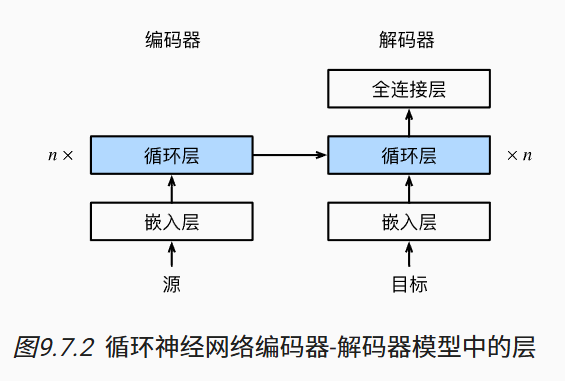 编码器
解码器
全连接层
n ×
循环层
循环层
× n
嵌入层
嵌入层
源
目标
图9.7.2 循环神经网络编码器-解码器模型中的层